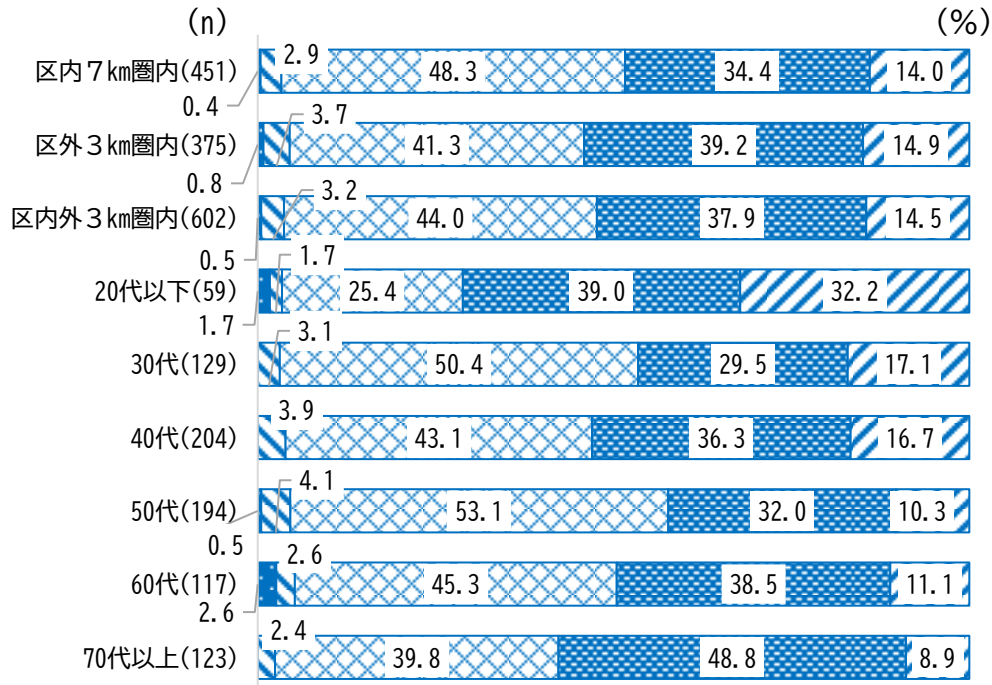 (n) (%)
区内７㎞圏内(451) 0.4 2.9 48.3 34.4 14.0
区外３㎞圏内(375) 0.8 3.7 41.3 39.2 14.9
区内外３㎞圏内(602) 0.5 3.2 44.0 37.9 14.5
20代以下(59) 1.7 1.7 25.4 39.0 32.2
30代(129) 3.1 50.4 29.5 17.1
40代(204) 3.9 43.1 36.3 16.7
50代(194) 0.5 4.1 53.1 32.0 10.3
60代(117) 2.6 2.6 45.3 38.5 11.1
70代以上(123) 2.4 39.8 48.8 8.9